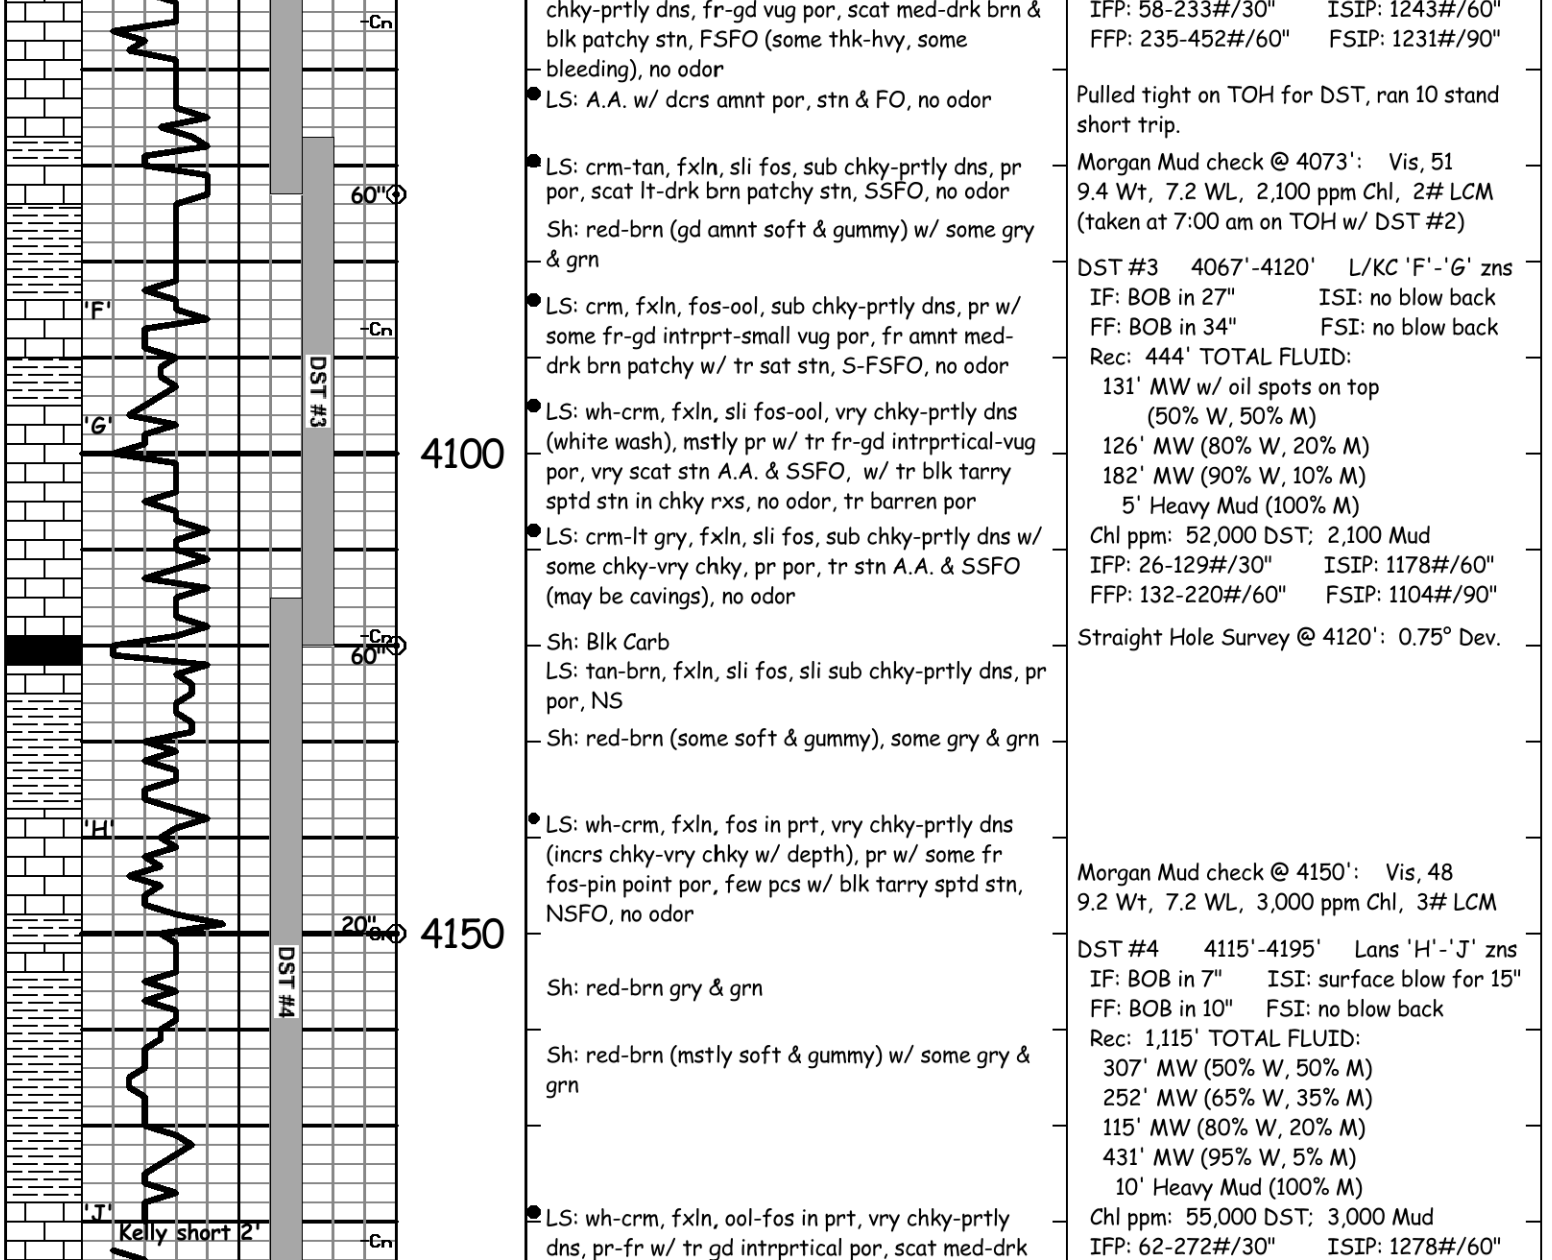 -Cn
60"
'F'
-Cn
DST #3
'G'
4100
-Cn
60"
'H'
20"
4150
DST #4
'J'
Kelly short 2'
-Cn
chky-prtly dns, fr-gd vug por, scat med-drk brn &
blk patchy stn, FSFO (some thk-hvy, some
bleeding), no odor
LS: A.A. w/ dcrs amnt por, stn & FO, no odor
LS: crm-tan, fxln, sli fos, sub chky-prtly dns, pr
por, scat lt-drk brn patchy stn, SSFO, no odor
Sh: red-brn (gd amnt soft & gummy) w/ some gry
& grn
LS: crm, fxln, fos-ool, sub chky-prtly dns, pr w/
some fr-gd intrprt-small vug por, fr amnt med-
drk brn patchy w/ tr sat stn, S-FSFO, no odor
LS: wh-crm, fxln, sli fos-ool, vry chky-prtly dns
(white wash), mstly pr w/ tr fr-gd intrprtical-vug
por, vry scat stn A.A. & SSFO, w/ tr blk tarry
sptd stn in chky rxs, no odor, tr barren por
LS: crm-lt gry, fxln, sli fos, sub chky-prtly dns w/
some chky-vry chky, pr por, tr stn A.A. & SSFO
(may be cavings), no odor
Sh: Blk Carb
LS: tan-brn, fxln, sli fos, sli sub chky-prtly dns, pr
por, NS
Sh: red-brn (some soft & gummy), some gry & grn
LS: wh-crm, fxln, fos in prt, vry chky-prtly dns
(incrs chky-vry chky w/ depth), pr w/ some fr
fos-pin point por, few pcs w/ blk tarry sptd stn,
NSFO, no odor
Sh: red-brn gry & grn
Sh: red-brn (mstly soft & gummy) w/ some gry &
grn
LS: wh-crm, fxln, ool-fos in prt, vry chky-prtly
dns, pr-fr w/ tr gd intrprtical por, scat med-drk
IFP: 58-233#/30" ISIP: 1243#/60"
FFP: 235-452#/60" FSIP: 1231#/90"
Pulled tight on TOH for DST, ran 10 stand
short trip.
Morgan Mud check @ 4073': Vis, 51
9.4 Wt, 7.2 WL, 2,100 ppm Chl, 2# LCM
(taken at 7:00 am on TOH w/ DST #2)
DST #3 4067'-4120' L/KC 'F'-'G' zns
IF: BOB in 27" ISI: no blow back
FF: BOB in 34" FSI: no blow back
Rec: 444' TOTAL FLUID:
131' MW w/ oil spots on top
(50% W, 50% M)
126' MW (80% W, 20% M)
182' MW (90% W, 10% M)
5' Heavy Mud (100% M)
Chl ppm: 52,000 DST; 2,100 Mud
IFP: 26-129#/30" ISIP: 1178#/60"
FFP: 132-220#/60" FSIP: 1104#/90"
Straight Hole Survey @ 4120': 0.75° Dev.
Morgan Mud check @ 4150': Vis, 48
9.2 Wt, 7.2 WL, 3,000 ppm Chl, 3# LCM
DST #4 4115'-4195' Lans 'H'-'J' zns
IF: BOB in 7" ISI: surface blow for 15"
FF: BOB in 10" FSI: no blow back
Rec: 1,115' TOTAL FLUID:
307' MW (50% W, 50% M)
252' MW (65% W, 35% M)
115' MW (80% W, 20% M)
431' MW (95% W, 5% M)
10' Heavy Mud (100% M)
Chl ppm: 55,000 DST; 3,000 Mud
IFP: 62-272#/30" ISIP: 1278#/60"